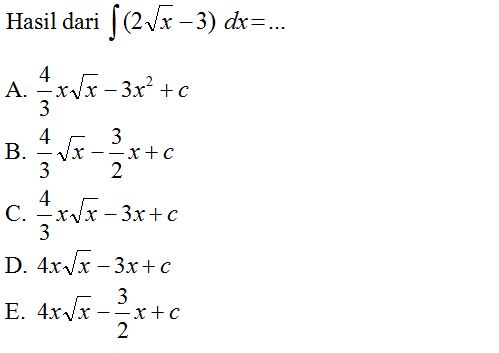 Hasil dari ∫(2√x – 3) dx=...
A. 4/3 x√x – 3x² + c
B. 4/3 √x – 3/2 x + c
C. 4/3 x√x – 3x + c
D. 4x√x – 3x + c
E. 4x√x – 3/2 x + c